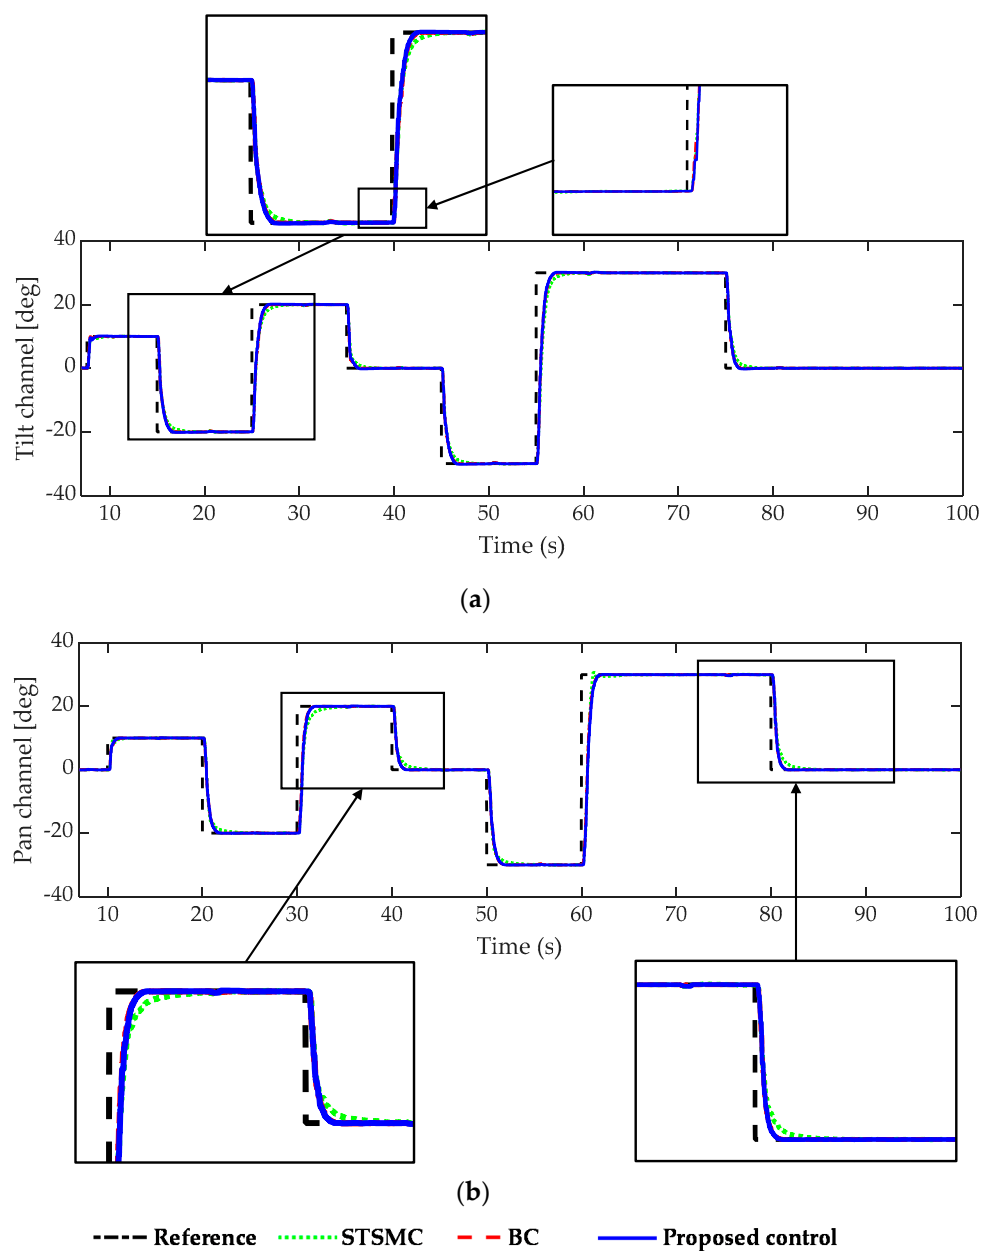 40
20
0
-20
-40
Tilt channel [deg]
10 20 30 40 50 60 70 80 90 100
Time (s)
(a)
40
20
0
-20
-40
Pan channel [deg]
10 20 30 40 50 60 70 80 90 100
Time (s)
(b)
Reference STSMC BC Proposed control